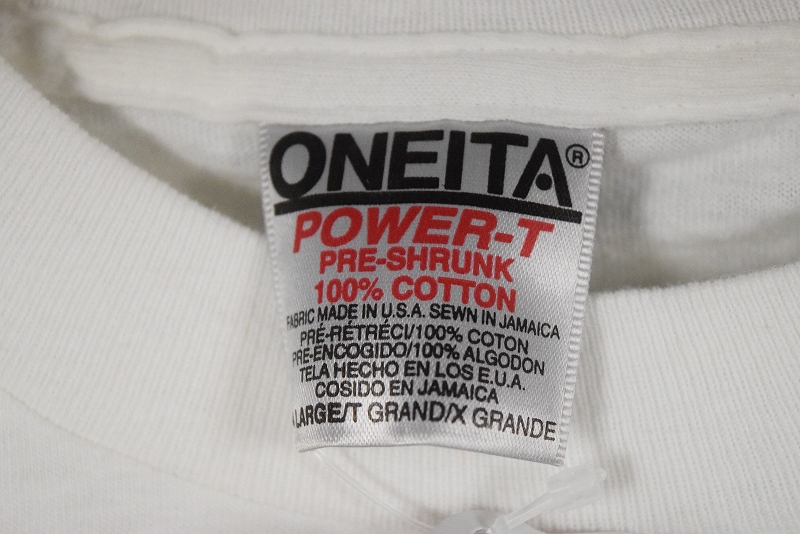 ONEITA®
POWER-T
PRE-SHRUNK
100% COTTON
FABRIC MADE IN U.S.A. SEWN IN JAMAICA
PRÉ-RÉTRÉCI/100% COTON
PRE-ENCOGIDO/100% ALGODON
TELA HECHO EN LOS E.U.A.
COSIDO EN JAMAICA
LARGE/T GRAND/X GRANDE